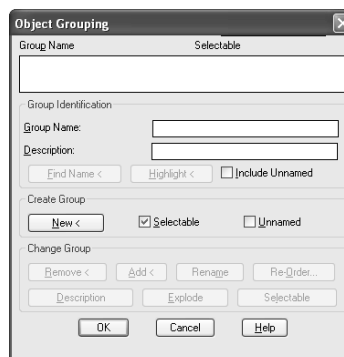 Object Grouping
Group Name Selectable
Group Identification
Group Name:
Description:
Find Name < Highlight < Include Unnamed
Create Group
New < Selectable Unnamed
Change Group
Remove < Add < Rename Re-Order...
Description Explode Selectable
OK Cancel Help